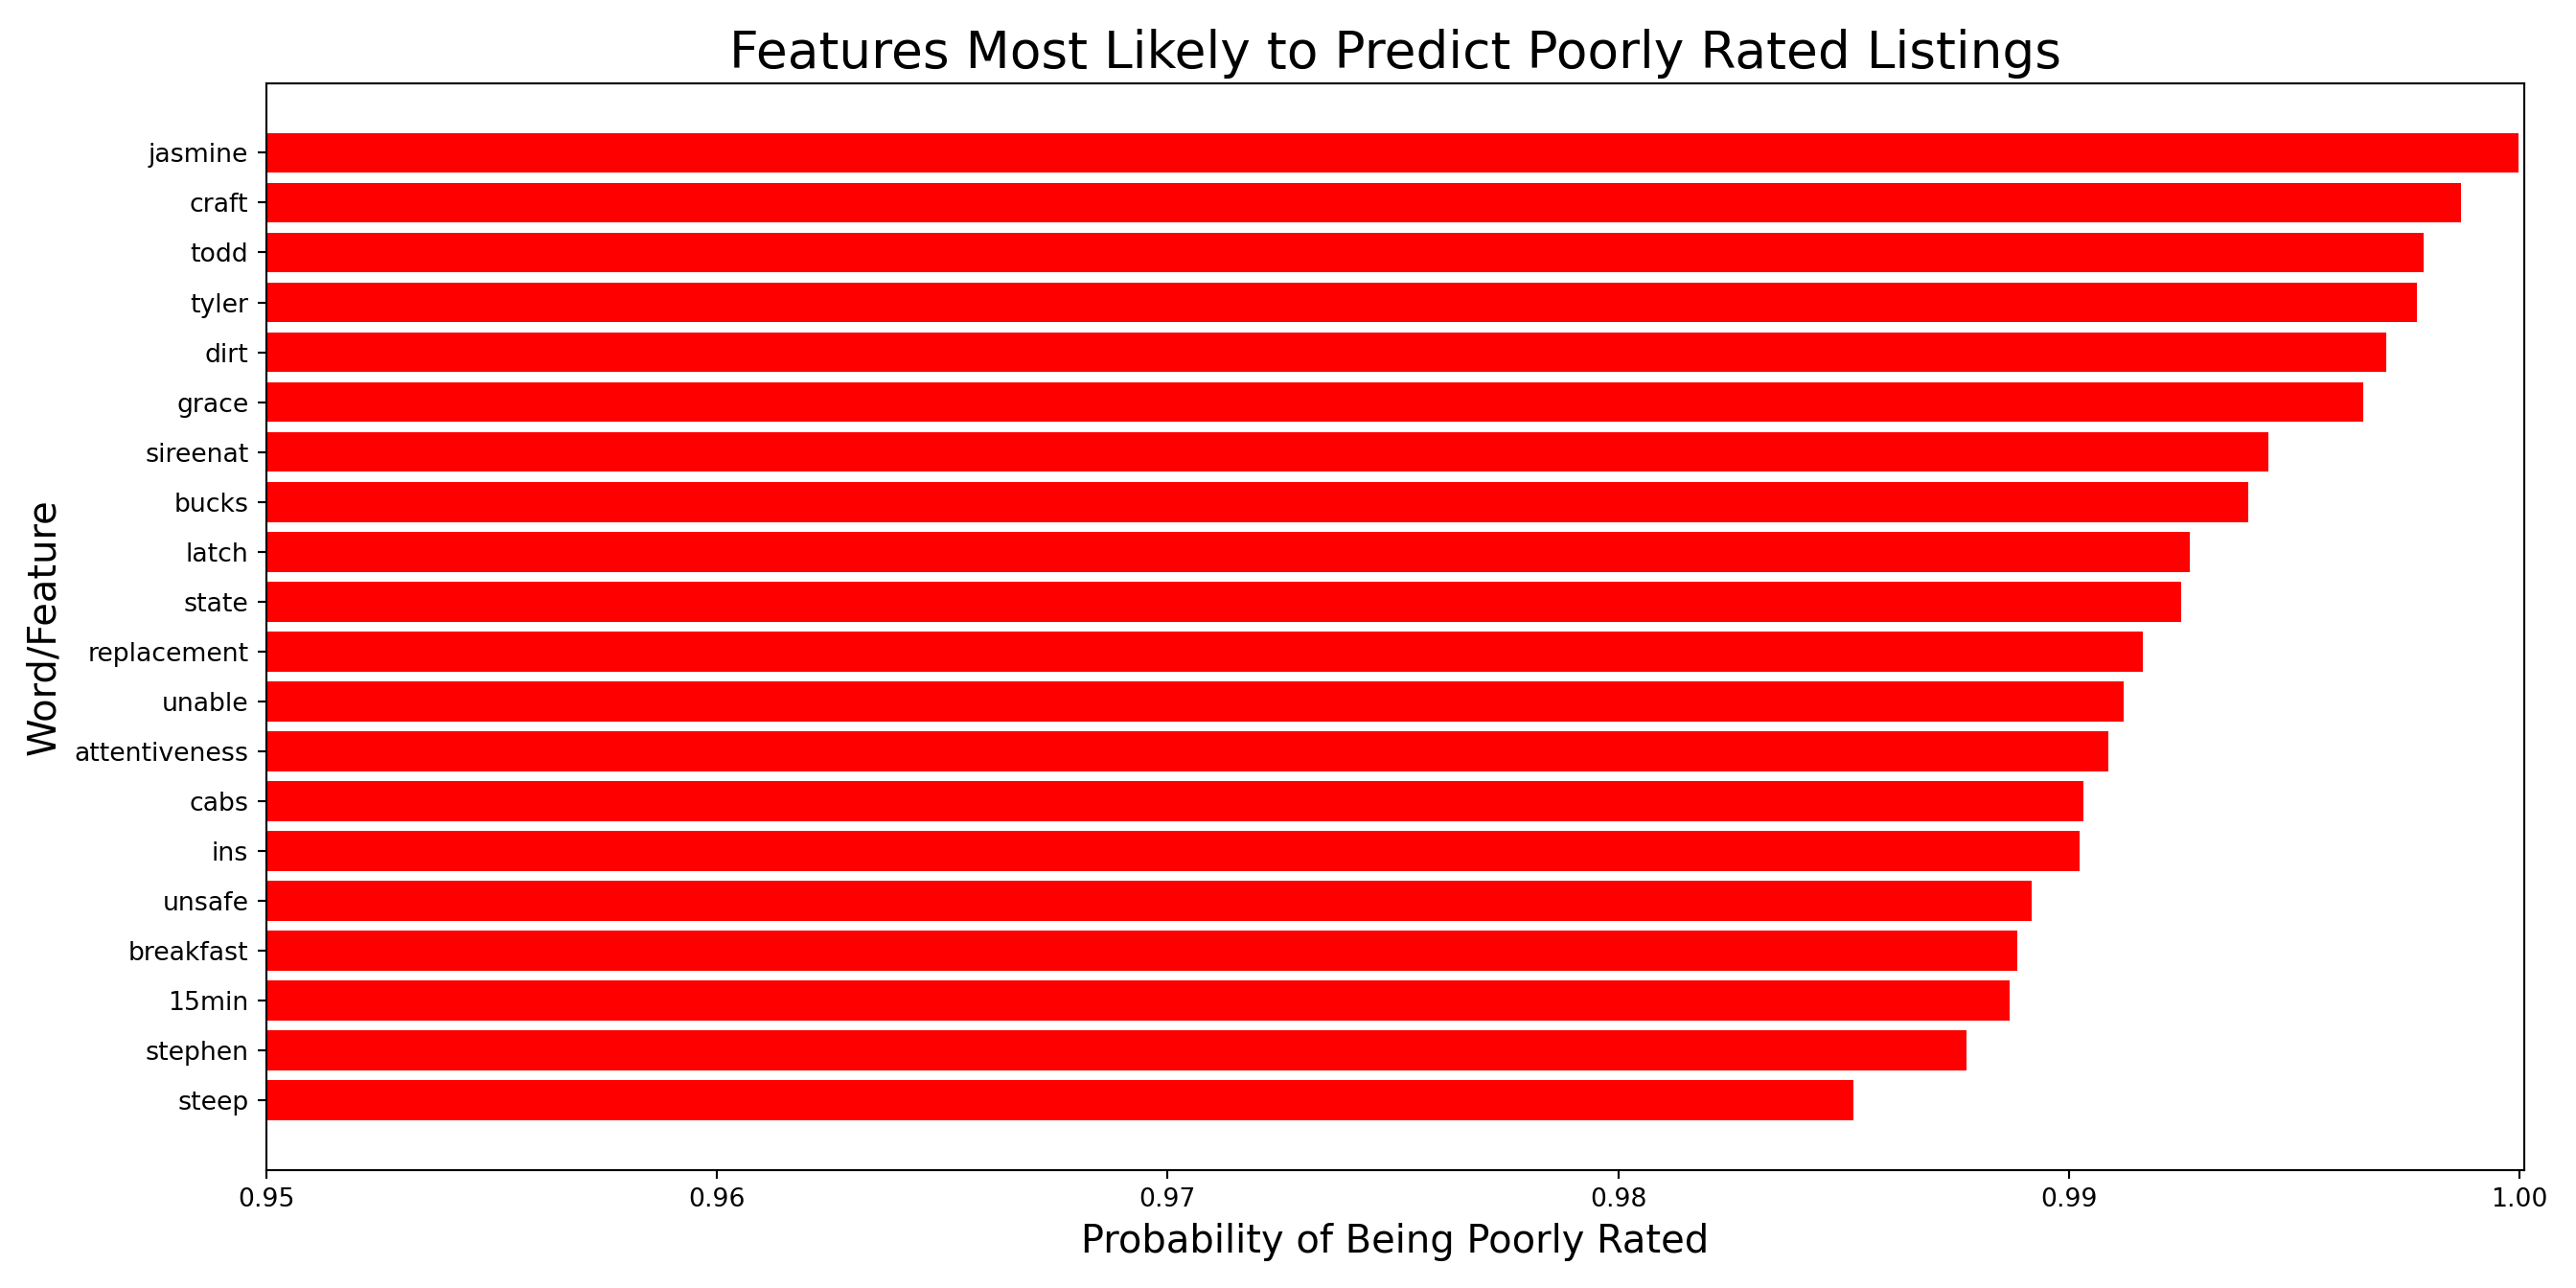 Features Most Likely to Predict Poorly Rated Listings
Word/Feature
jasmine
craft
todd
tyler
dirt
grace
sireenat
bucks
latch
state
replacement
unable
attentiveness
cabs
ins
unsafe
breakfast
15min
stephen
steep
0.95 0.96 0.97 0.98 0.99 1.00
Probability of Being Poorly Rated